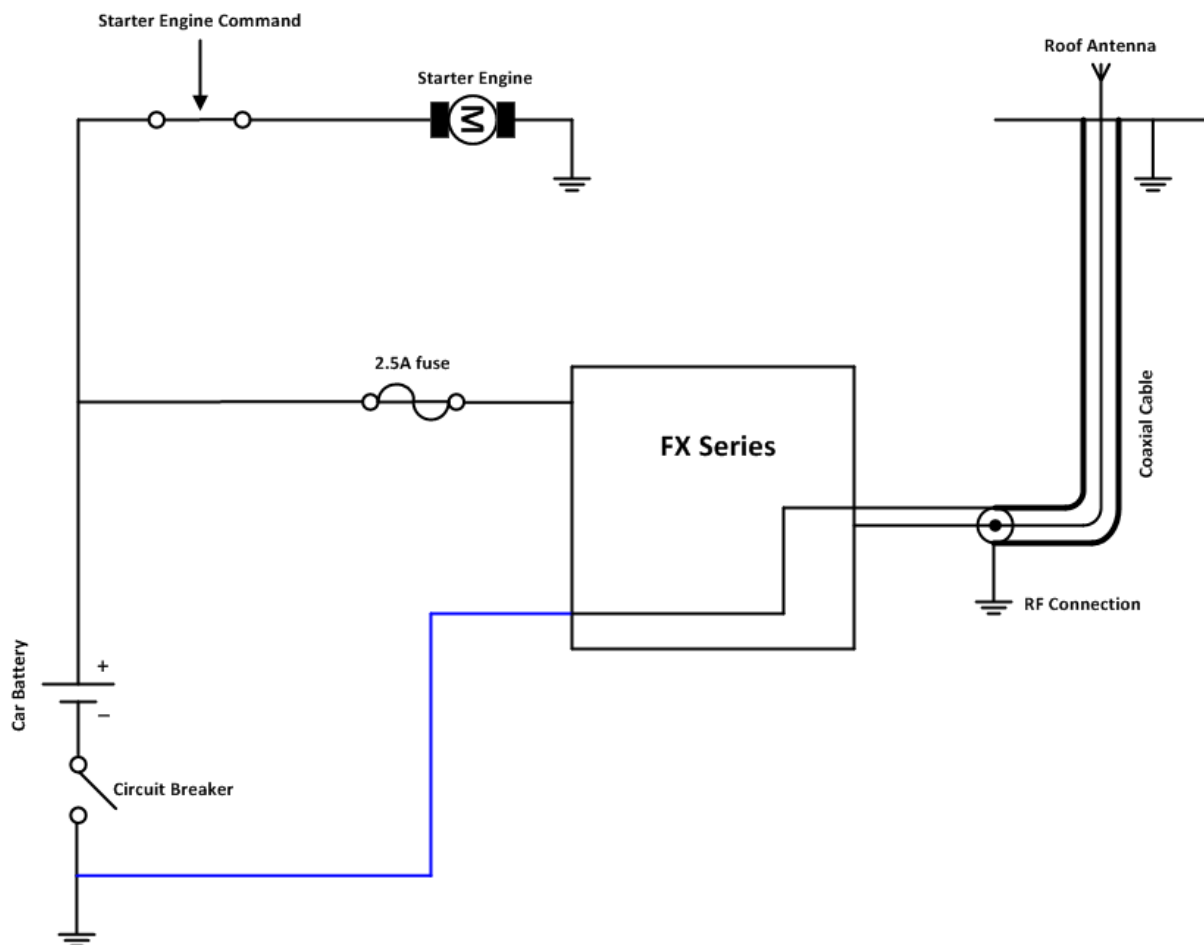 Starter Engine Command
Roof Antenna
Starter Engine
M
2.5A fuse
Coaxial Cable
FX Series
RF Connection
Car Battery
+
–
Circuit Breaker